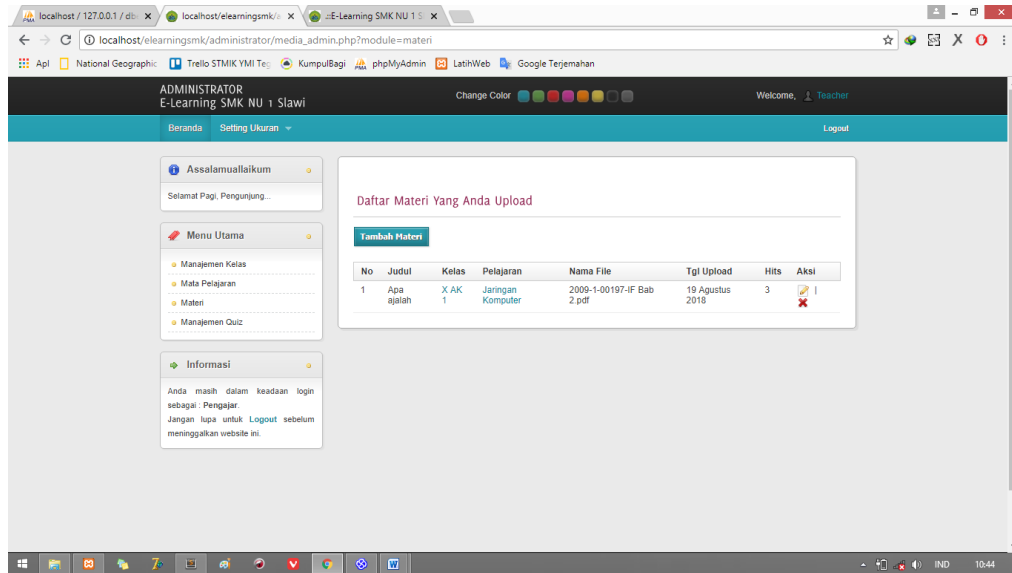 localhost / 127.0.0.1 / db
localhost/elearningsmk/a
.::E-Learning SMK NU 1 S
localhost/elearningsmk/administrator/media_admin.php?module=materi
Apl
National Geographic
Trello STMIK YMI Teg
KumpulBagi
phpMyAdmin
LatihWeb
Google Terjemahan
ADMINISTRATOR
E-Learning SMK NU 1 Slawi
Change Color
Welcome, Teacher
Beranda
Setting Ukuran
Logout
Assalamuallaikum
Selamat Pagi, Pengunjung...
Menu Utama
Manajemen Kelas
Mata Pelajaran
Materi
Manajemen Quiz
Informasi
Anda masih dalam keadaan login
sebagai : Pengajar.
Jangan lupa untuk Logout sebelum
meninggalkan website ini.
Daftar Materi Yang Anda Upload
Tambah Materi
No Judul Kelas Pelajaran Nama File Tgl Upload Hits Aksi
1 Apa X AK Jaringan 2009-1-00197-IF Bab 19 Agustus 3 |
ajalah 1 Komputer 2.pdf 2018
IND 10:44